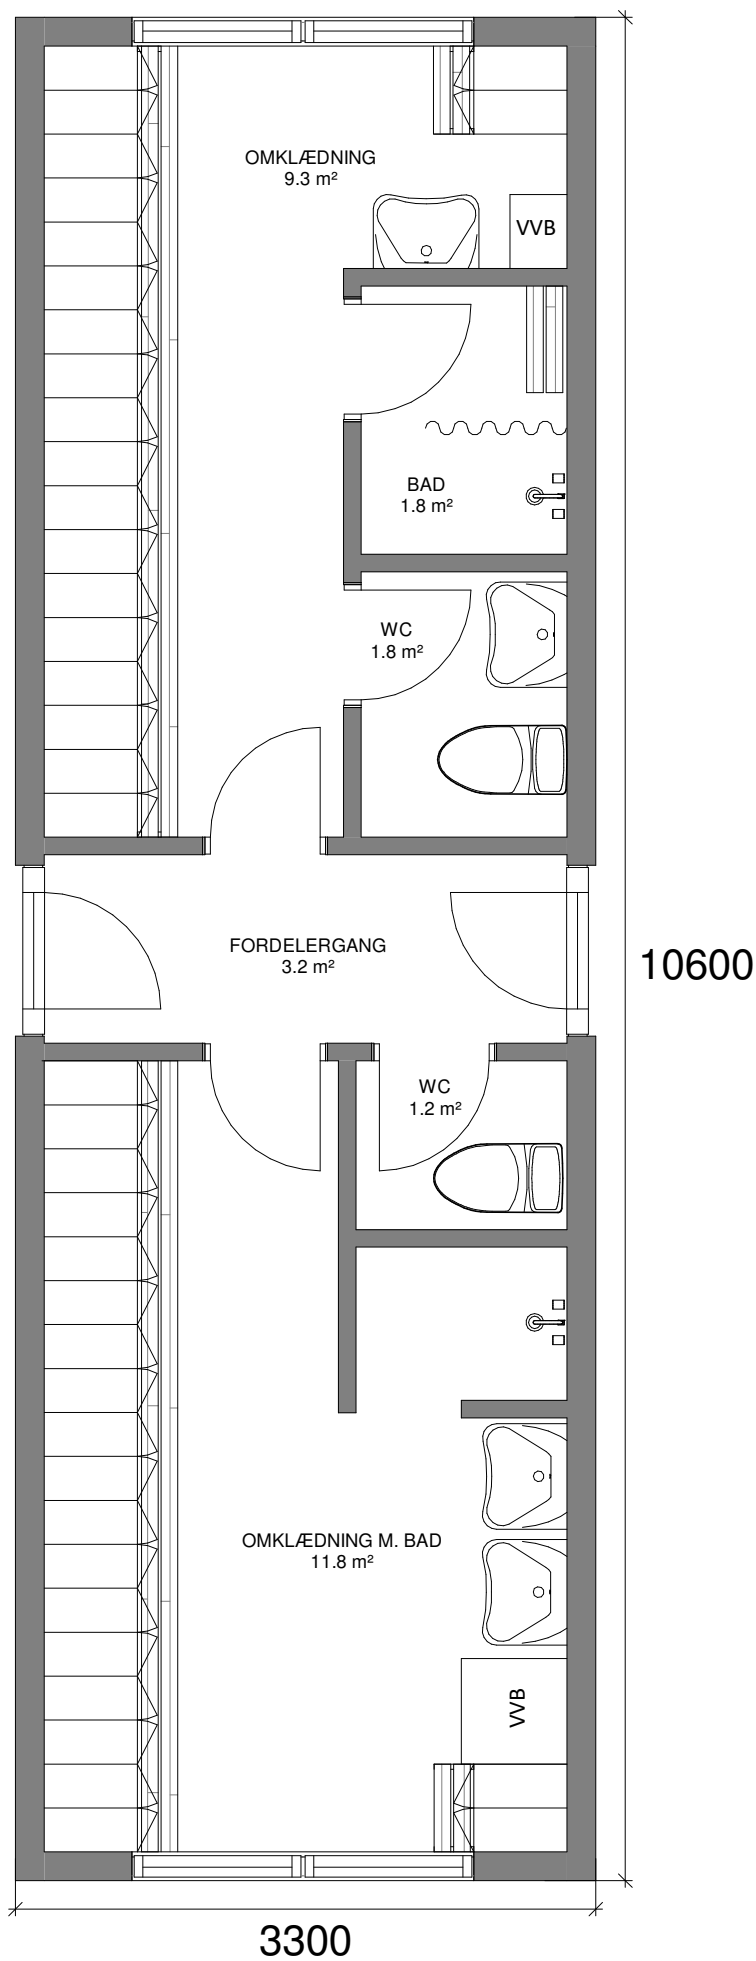 OMKLÆDNING
9.3 m²
VVB
BAD
1.8 m²
WC
1.8 m²
FORDELERGANG
3.2 m²
10600
WC
1.2 m²
OMKLÆDNING M. BAD
11.8 m²
VVB
3300